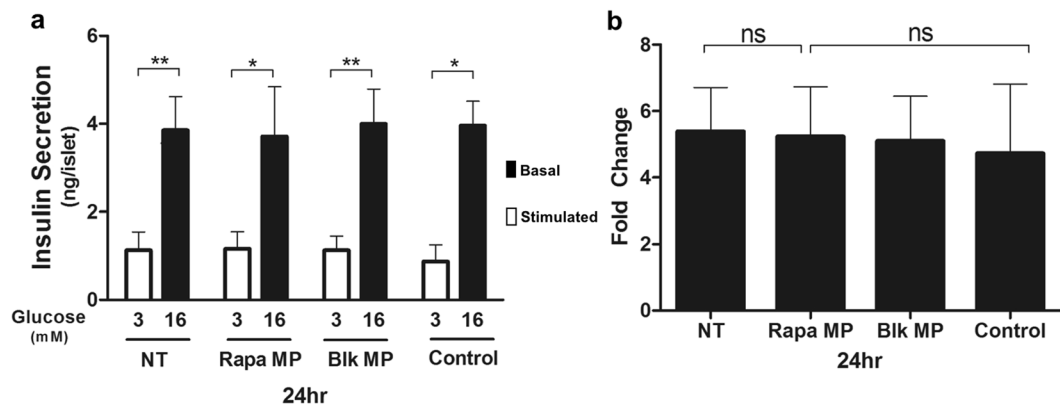 a
Insulin Secretion
(ng/islet)
6
4
2
0
** * ** *
Basal
Stimulated
Glucose 3 16 3 16 3 16 3 16
(mM)
NT Rapa MP Blk MP Control
24hr
b
Fold Change
8
6
4
2
0
ns ns
NT Rapa MP Blk MP Control
24hr